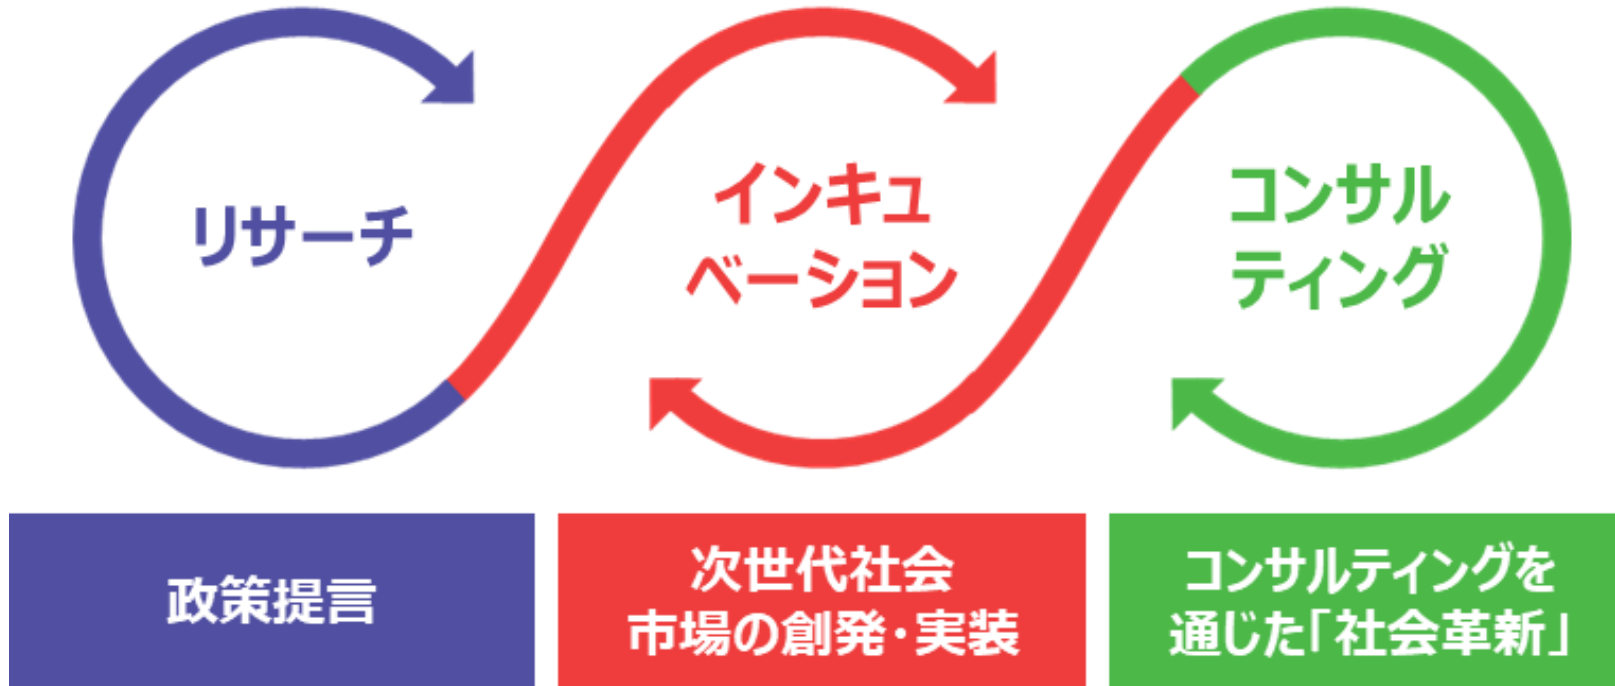 リサーチ
インキュ
ベーション
コンサル
ティング
政策提言
次世代社会
市場の創発・実装
コンサルティングを
通じた「社会革新」